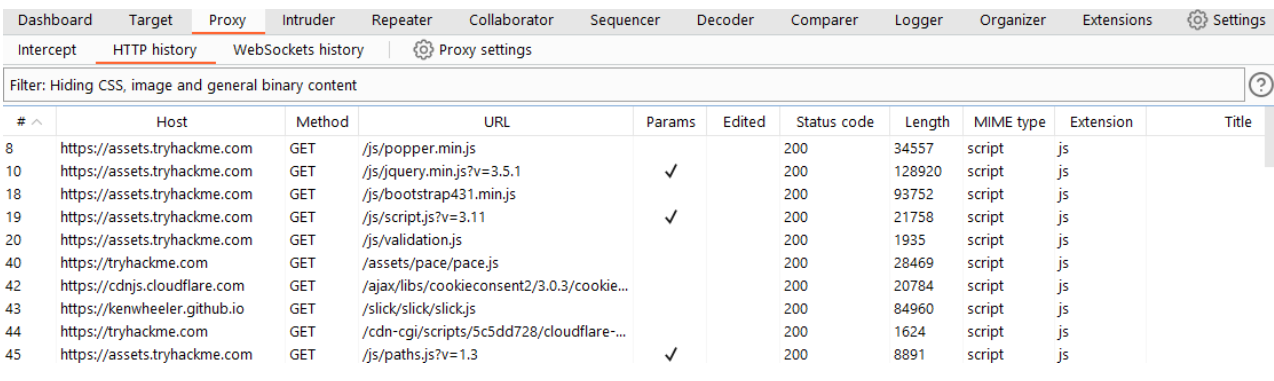 Dashboard Target Proxy Intruder Repeater Collaborator Sequencer Decoder Comparer Logger Organizer Extensions Settings
Intercept HTTP history WebSockets history Proxy settings
Filter: Hiding CSS, image and general binary content ?
# Host Method URL Params Edited Status code Length MIME type Extension Title
8 https://assets.tryhackme.com GET /js/popper.min.js 200 34557 script js
10 https://assets.tryhackme.com GET /js/jquery.min.js?v=3.5.1 ✓ 200 128920 script js
18 https://assets.tryhackme.com GET /js/bootstrap431.min.js 200 93752 script js
19 https://assets.tryhackme.com GET /js/script.js?v=3.11 ✓ 200 21758 script js
20 https://assets.tryhackme.com GET /js/validation.js 200 1935 script js
40 https://tryhackme.com GET /assets/pace/pace.js 200 28469 script js
42 https://cdnjs.cloudflare.com GET /ajax/libs/cookieconsent2/3.0.3/cookie... 200 20784 script js
43 https://kenwheeler.github.io GET /slick/slick/slick.js 200 84960 script js
44 https://tryhackme.com GET /cdn-cgi/scripts/5c5dd728/cloudflare-... 200 1624 script js
45 https://assets.tryhackme.com GET /js/paths.js?v=1.3 ✓ 200 8891 script js